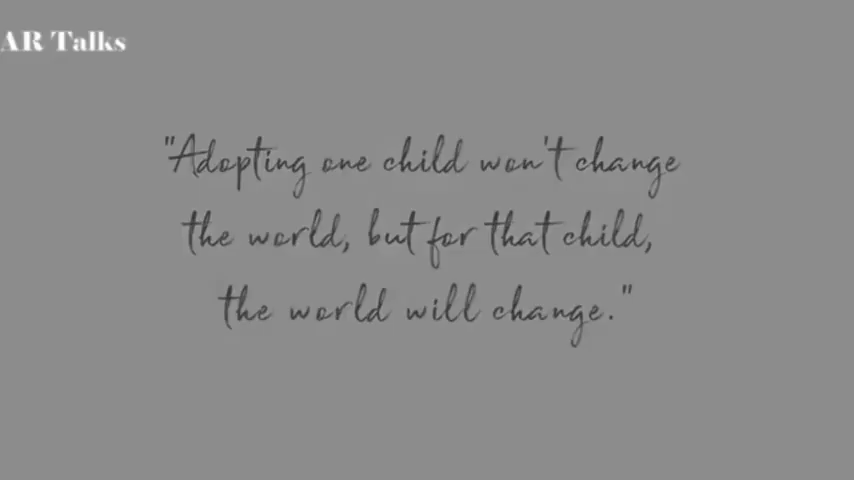 AR Talks
"Adopting one child won't change
the world, but for that child,
the world will change."